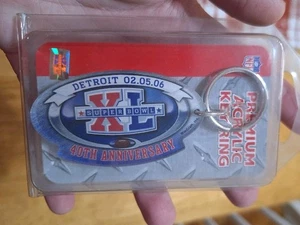 DETROIT 02.05.06
XL
SUPER BOWL
40TH ANNIVERSARY
PREMIUM
ACRYLIC
KEYRING